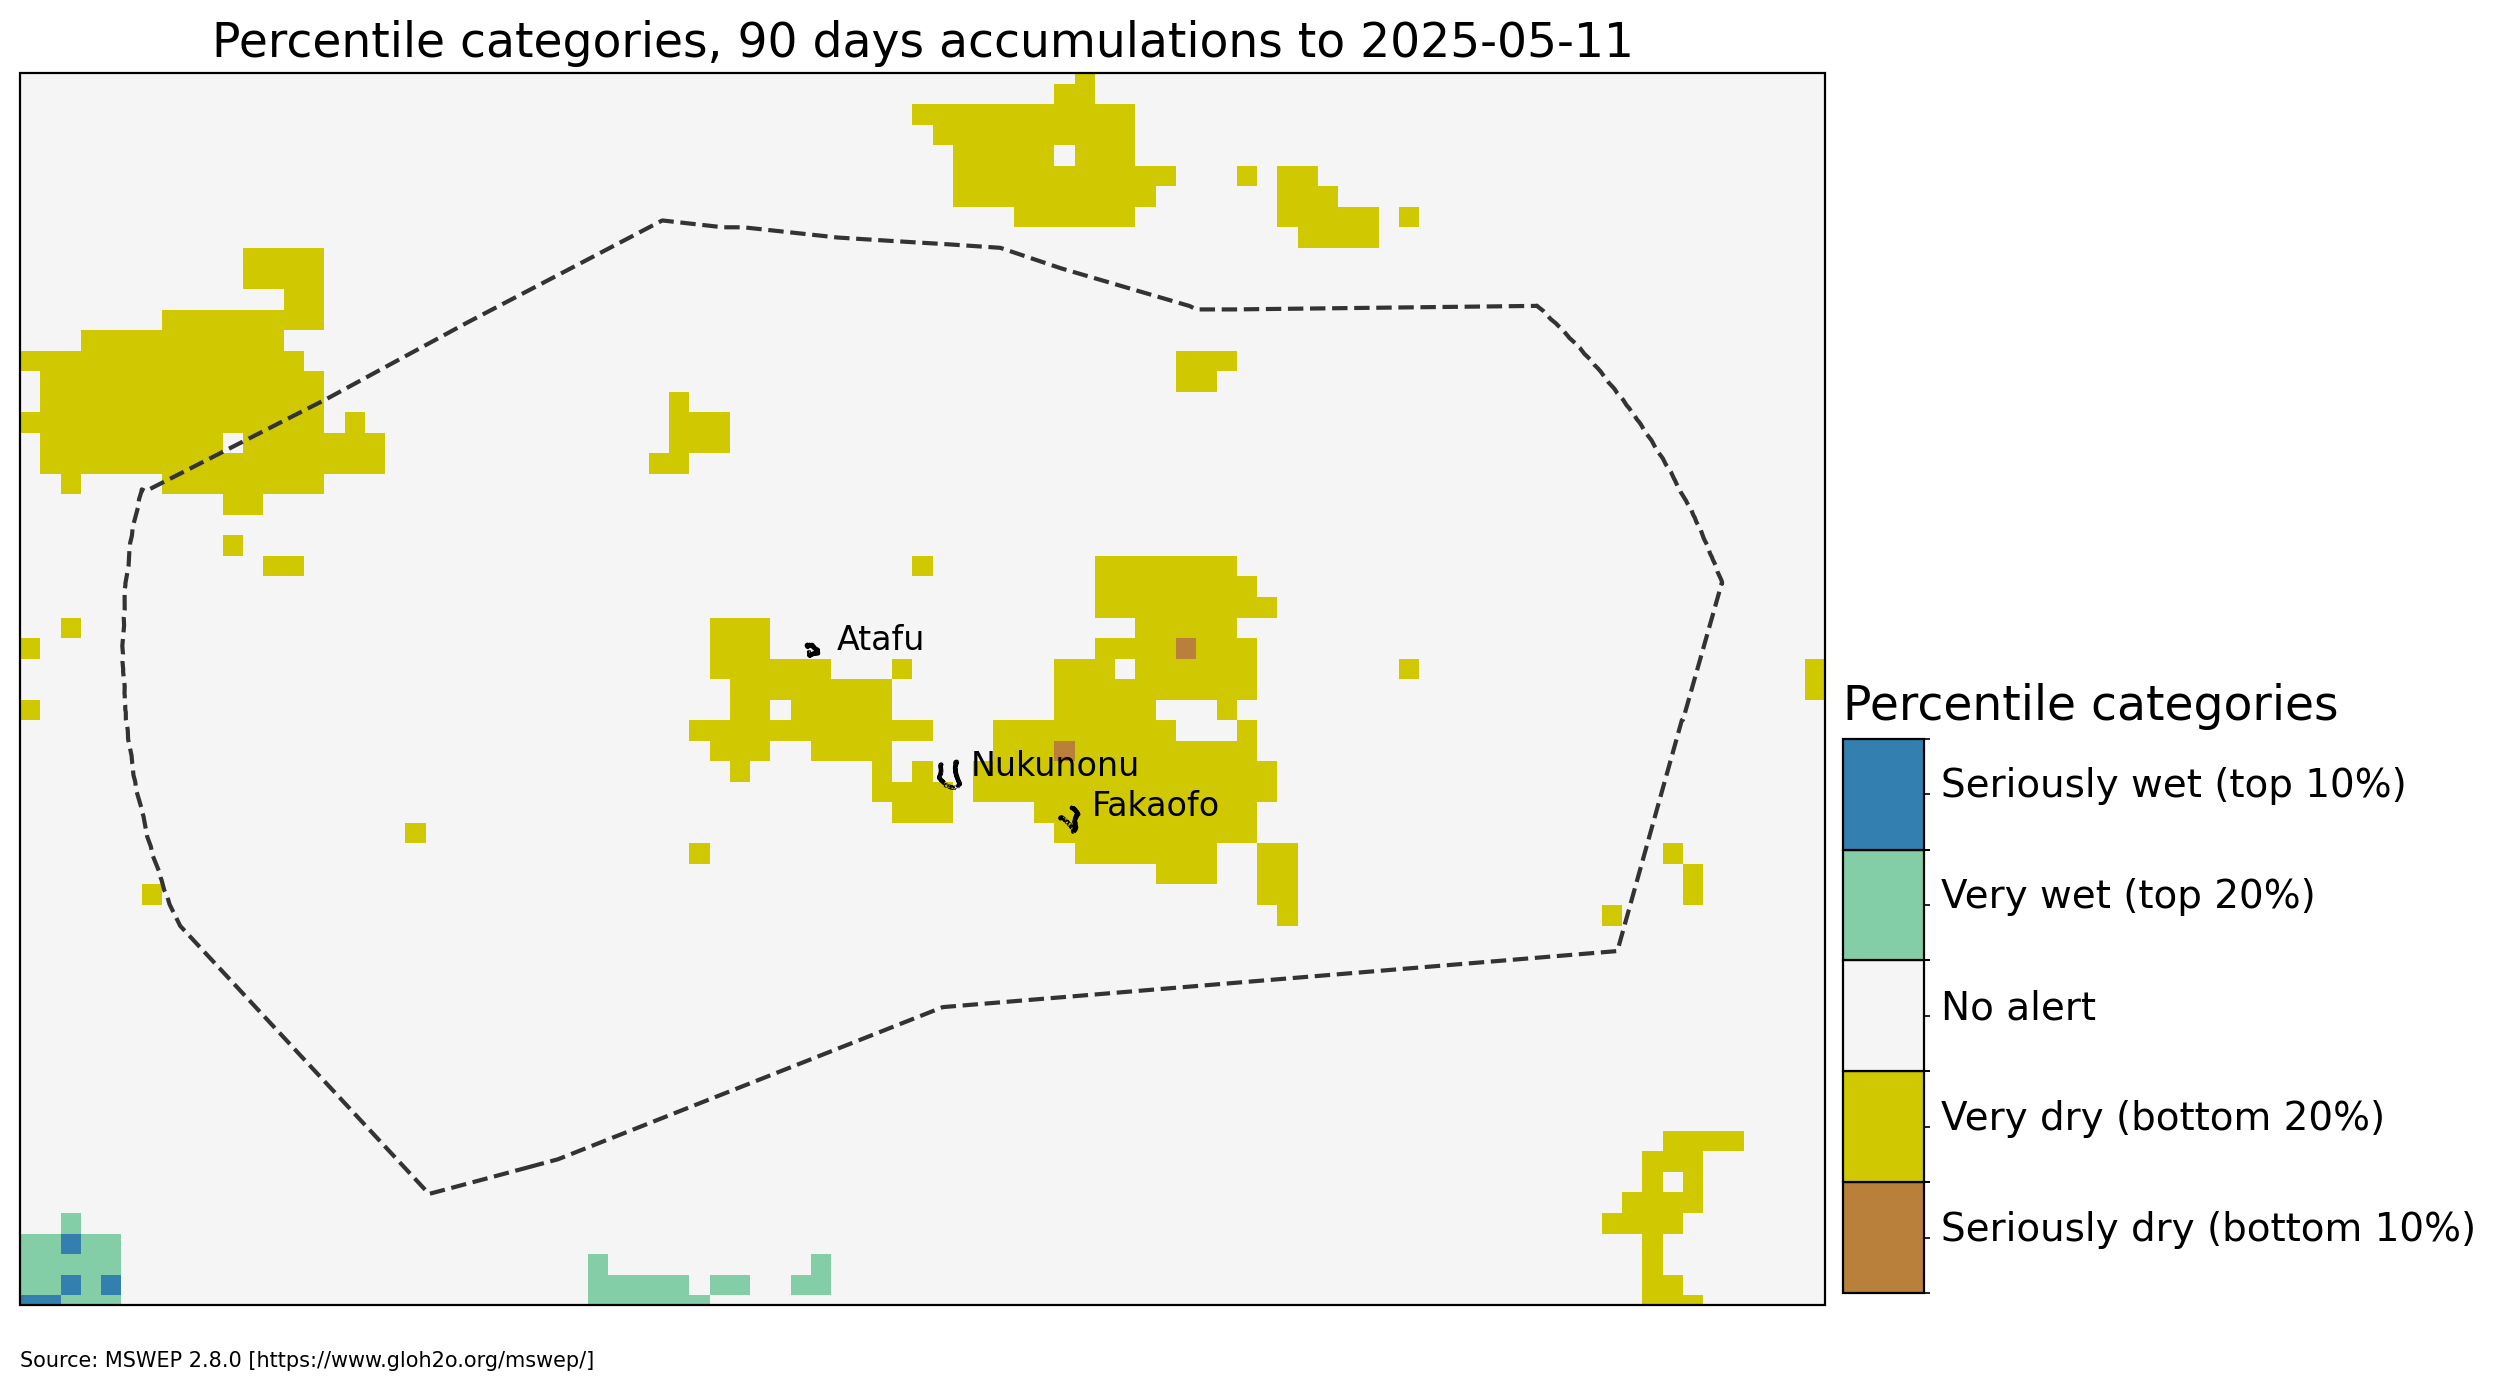 Percentile categories, 90 days accumulations to 2025-05-11
Atafu
Nukunonu
Fakaofo
Percentile categories
Seriously wet (top 10%)
Very wet (top 20%)
No alert
Very dry (bottom 20%)
Seriously dry (bottom 10%)
Source: MSWEP 2.8.0 [https://www.gloh2o.org/mswep/]